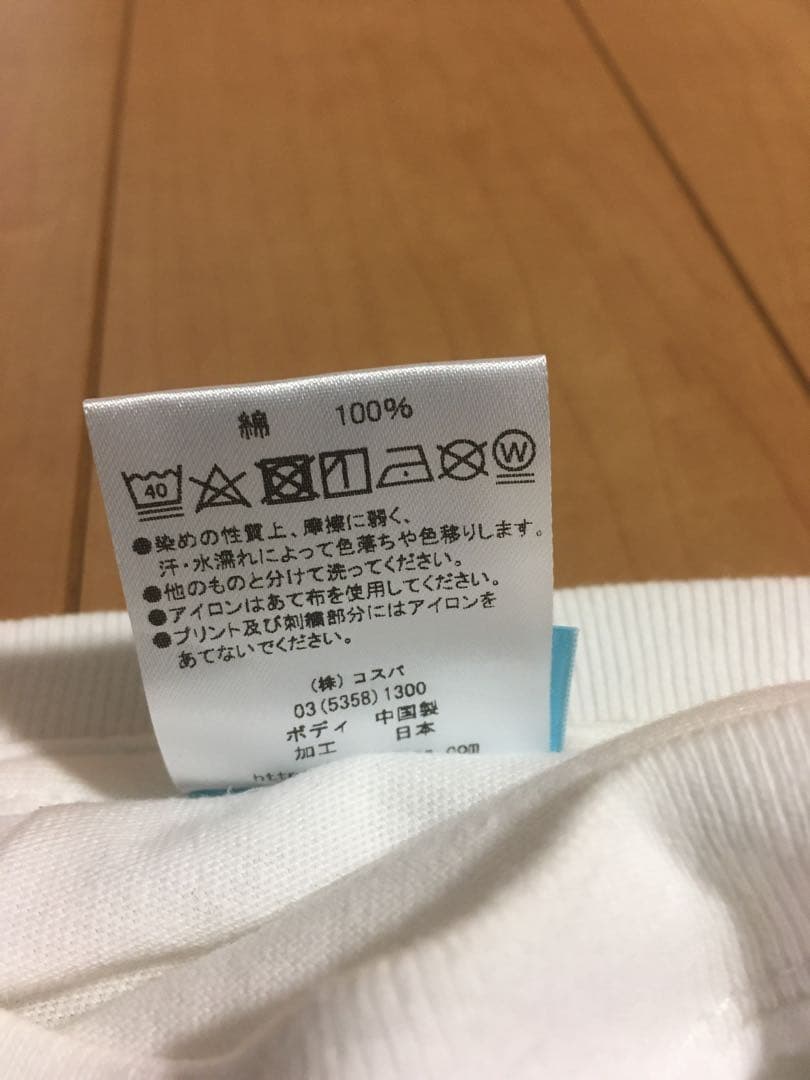 綿 100%
40 W
●染めの性質上、摩擦に弱く、
汗・水濡れによって色落ちや色移りします。
●他のものと分けて洗ってください。
●アイロンはあて布を使用してください。
●プリント及び刺繍部分にはアイロンを
あてないでください。
(株)コスパ
03(5358)1300
ボディ 中国製
加工 日本